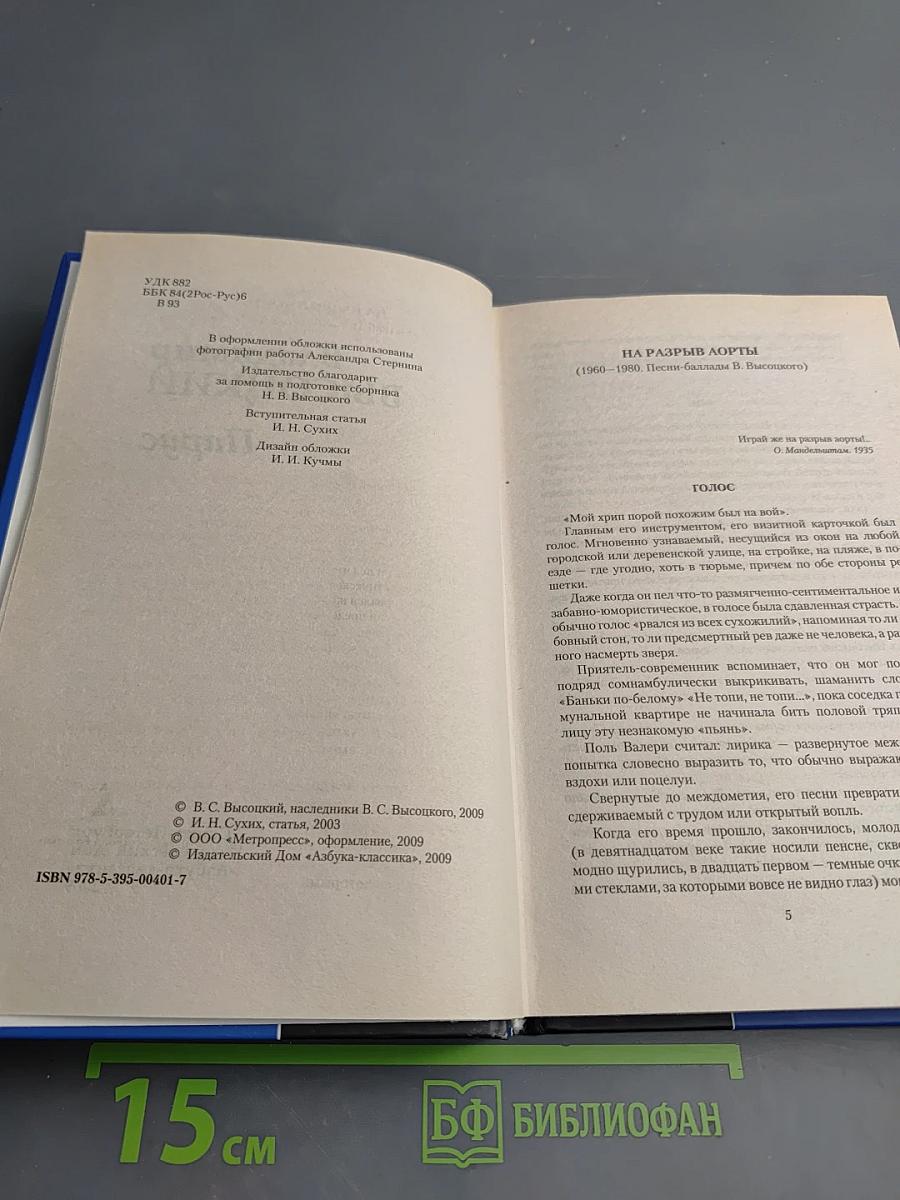 УДК 882
ББК 84(2Рос-Рус)6
В 93
В оформлении обложки использованы
фотографии работы Александра Стернина
Издательство благодарит
за помощь в подготовке сборника
Н. В. Высоцкого
Вступительная статья
И. Н. Сухих
Дизайн обложки
И. И. Кучмы
© В. С. Высоцкий, наследники В. С. Высоцкого, 2009
© И. Н. Сухих, статья, 2003
© ООО «Метропресс», оформление, 2009
© Издательский Дом «Азбука-классика», 2009
ISBN 978-5-395-00401-7
НА РАЗРЫВ АОРТЫ
(1960—1980. Песни-баллады В. Высоцкого)
Играй же на разрыв аорты!..
О. Мандельштам. 1935
ГОЛОС
«Мой хрип порой похожим был на вой».
Главным его инструментом, его визитной карточкой был
голос. Мгновенно узнаваемый, несущийся из окон на любой
городской или деревенской улице, на стройке, на пляже, в по
езде — где угодно, хоть в тюрьме, причем по обе стороны ре
шетки.
Даже когда он пел что-то размягченно-сентиментальное и
забавно-юмористическое, в голосе была сдавленная страсть.
обычно голос «рвался из всех сухожилий», напоминая то ли
бовный стон, то ли предсмертный рев даже не человека, а ра
ного насмерть зверя.
Приятель-современник вспоминает, что он мог по
подряд сомнамбулически выкрикивать, шаманить сло
«Баньки по-белому» «Не топи, не топи...», пока соседка п
мунальной квартире не начинала бить половой тряп
лицу эту незнакомую «пьянь».
Поль Валери считал: лирика — развернутое меж
попытка словесно выразить то, что обычно выражаю
вздохи или поцелуи.
Свернутые до междометия, его песни преврати
сдерживаемый с трудом или открытый вопль.
Когда его время прошло, закончилось, молод
(в девятнадцатом веке такие носили пенсне, скво
модно щурились, в двадцать первом — темные очк
ми стеклами, за которыми вовсе не видно глаз) мог
5
15 см
БФ БИБЛИОФАН